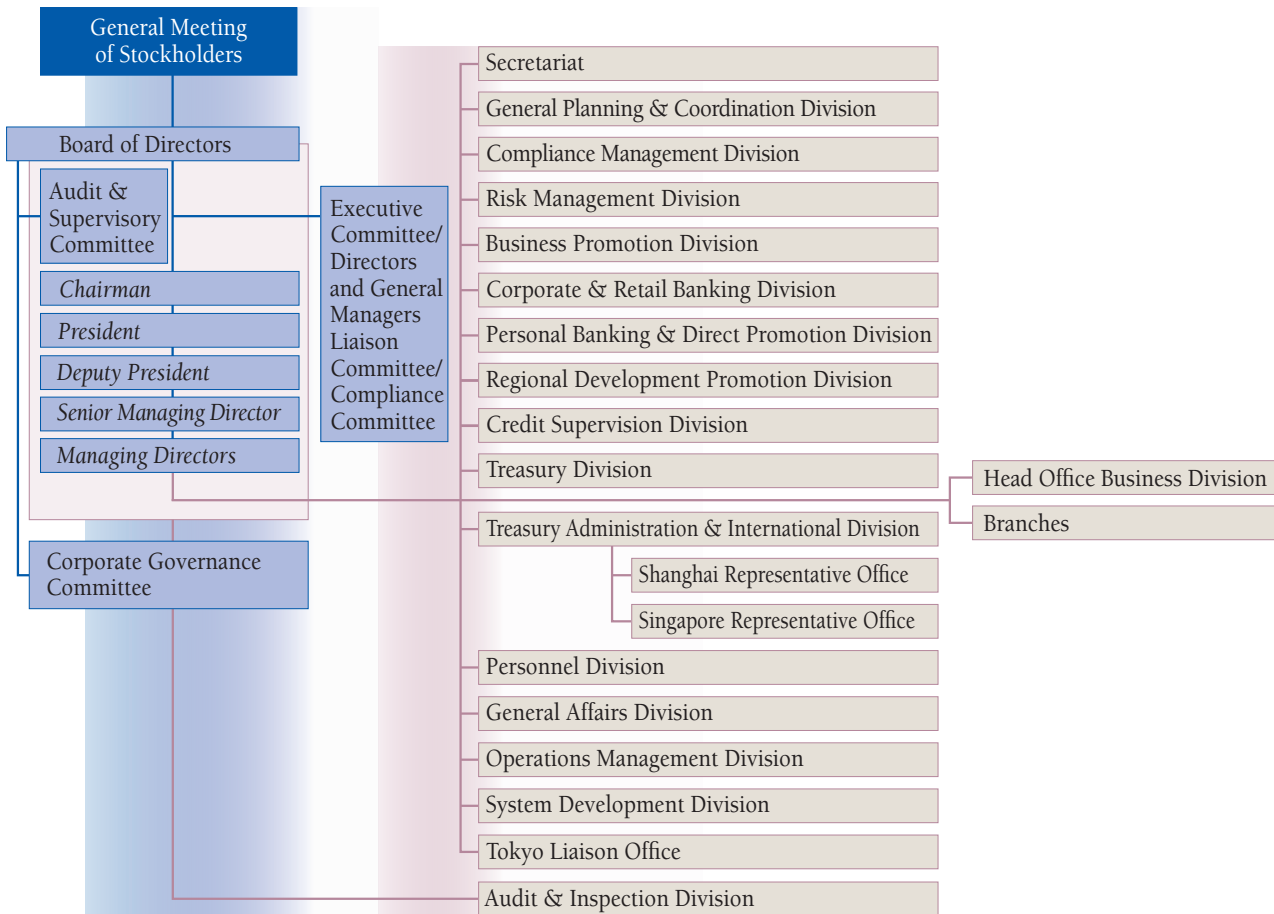 General Meeting
of Stockholders
Board of Directors
Audit &
Supervisory
Committee
Chairman
President
Deputy President
Senior Managing Director
Managing Directors
Corporate Governance
Committee
Executive
Committee/
Directors
and General
Managers
Liaison
Committee/
Compliance
Committee
Secretariat
General Planning & Coordination Division
Compliance Management Division
Risk Management Division
Business Promotion Division
Corporate & Retail Banking Division
Personal Banking & Direct Promotion Division
Regional Development Promotion Division
Credit Supervision Division
Treasury Division
Treasury Administration & International Division
Shanghai Representative Office
Singapore Representative Office
Personnel Division
General Affairs Division
Operations Management Division
System Development Division
Tokyo Liaison Office
Audit & Inspection Division
Head Office Business Division
Branches